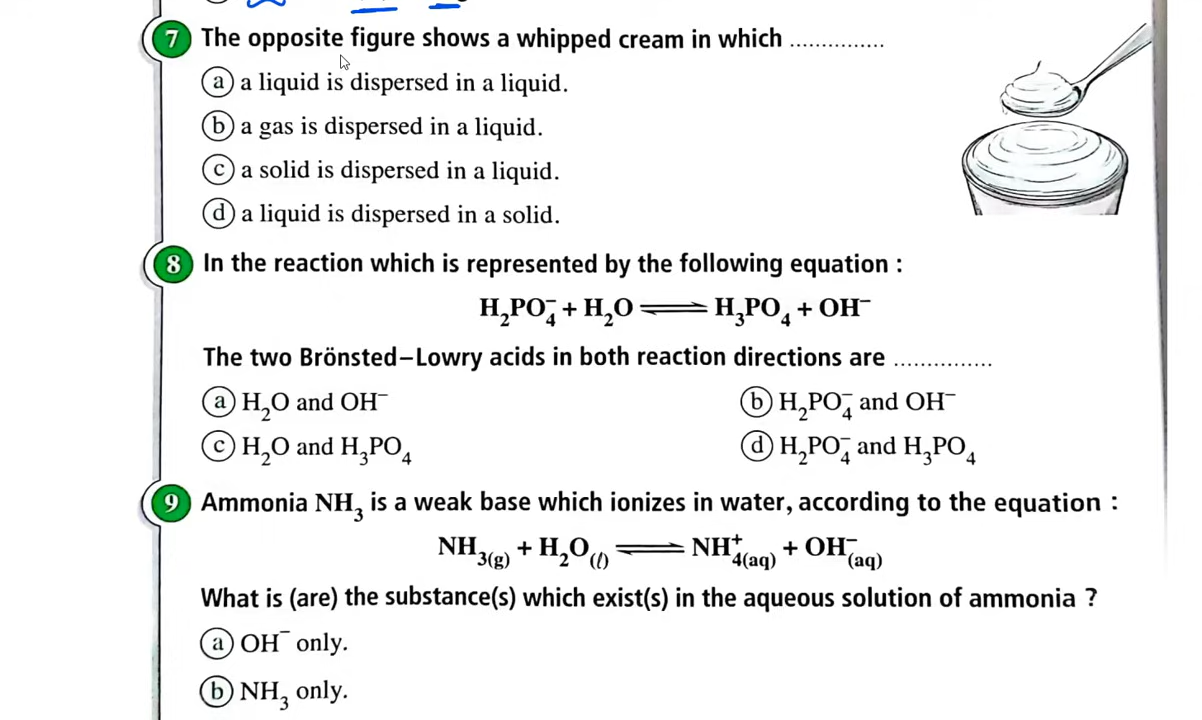 7 The opposite figure shows a whipped cream in which ...............
a a liquid is dispersed in a liquid.
b a gas is dispersed in a liquid.
c a solid is dispersed in a liquid.
d a liquid is dispersed in a solid.
8 In the reaction which is represented by the following equation :
H₂PO₄⁻ + H₂O ⇌ H₃PO₄ + OH⁻
The two Brönsted–Lowry acids in both reaction directions are ...............
a H₂O and OH⁻
b H₂PO₄⁻ and OH⁻
c H₂O and H₃PO₄
d H₂PO₄⁻ and H₃PO₄
9 Ammonia NH₃ is a weak base which ionizes in water, according to the equation :
NH₃(g) + H₂O(l) ⇌ NH₄⁺(aq) + OH⁻(aq)
What is (are) the substance(s) which exist(s) in the aqueous solution of ammonia ?
a OH⁻ only.
b NH₃ only.